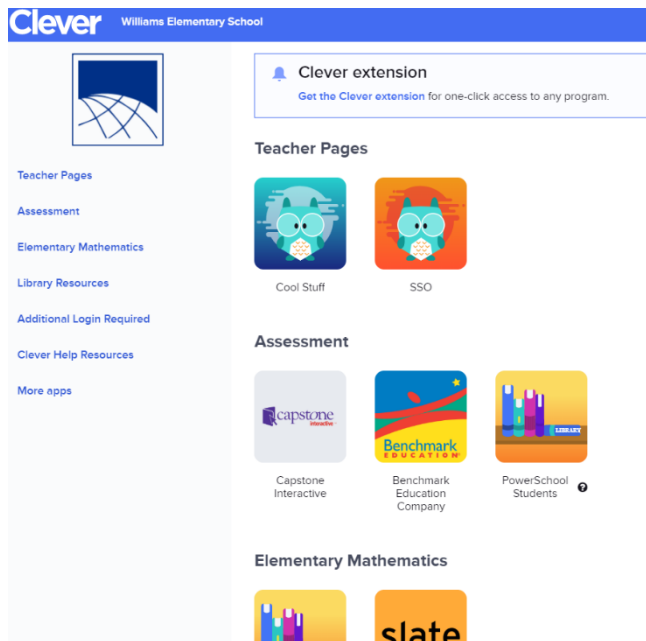 Clever Williams Elementary School
Clever extension
Get the Clever extension for one-click access to any program.
Teacher Pages
Assessment
Elementary Mathematics
Library Resources
Additional Login Required
Clever Help Resources
More apps
Teacher Pages
Cool Stuff
SSO
Assessment
capstone
interactive
Capstone
Interactive
Benchmark
EDUCATION
Benchmark
Education
Company
LIBRARY
PowerSchool
Students
Elementary Mathematics
slate